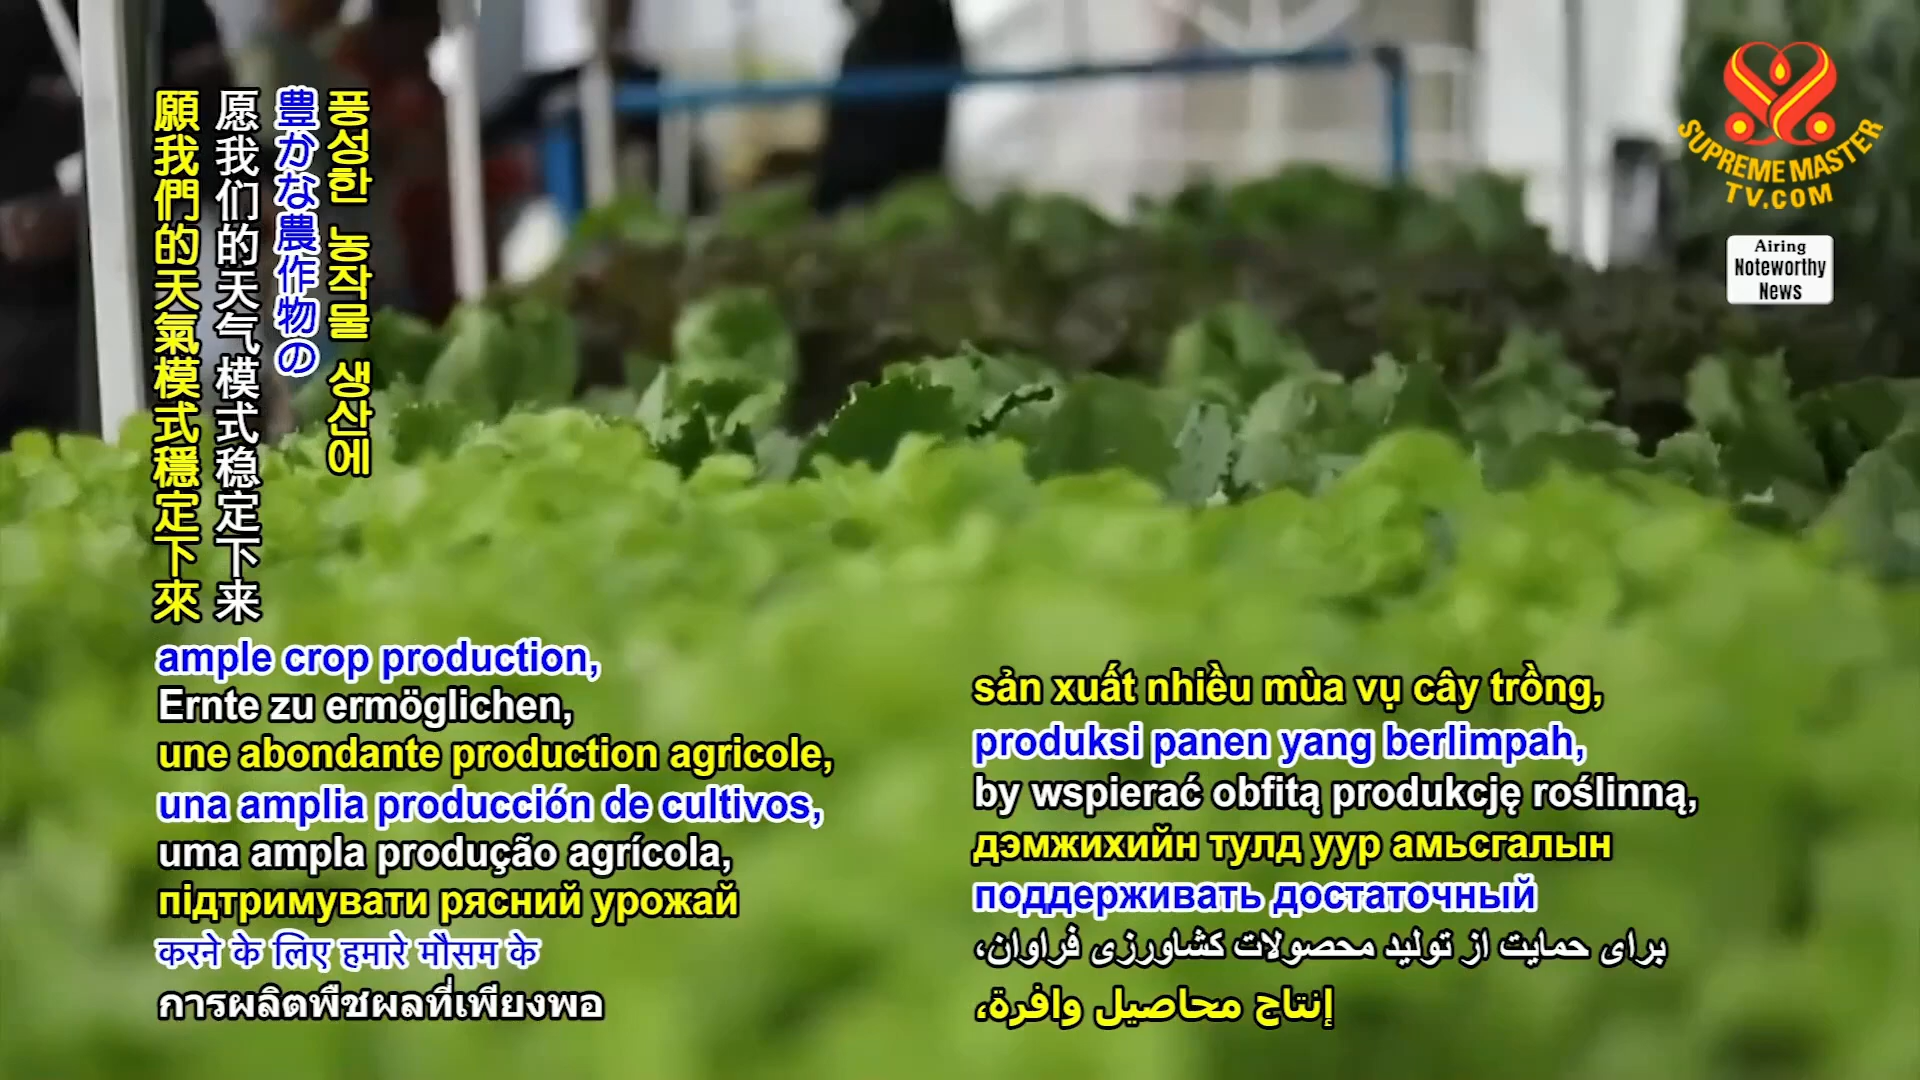 願我們的天氣模式穩定下來
愿我们的天气模式稳定下来
豊かな農作物の
풍성한 농작물 생산에
SUPREME MASTER
TV.COM
Airing
Noteworthy
News
ample crop production,
Ernte zu ermöglichen,
une abondante production agricole,
una amplia producción de cultivos,
uma ampla produção agrícola,
підтримувати рясний урожай
करने के लिए हमारे मौसम के
การผลิตพืชผลที่เพียงพอ
sản xuất nhiều mùa vụ cây trồng,
produksi panen yang berlimpah,
by wspierać obfitą produkcję roślinną,
дэмжихийн тулд уур амьсгалын
поддерживать достаточный
برای حمایت از تولید محصولات کشاورزی فراوان،
إنتاج محاصيل وافرة،